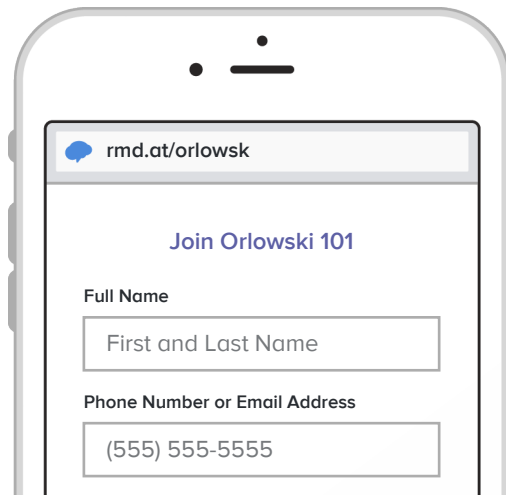 rmd.at/orlowsk
Join Orlowski 101
Full Name
First and Last Name
Phone Number or Email Address
(555) 555-5555